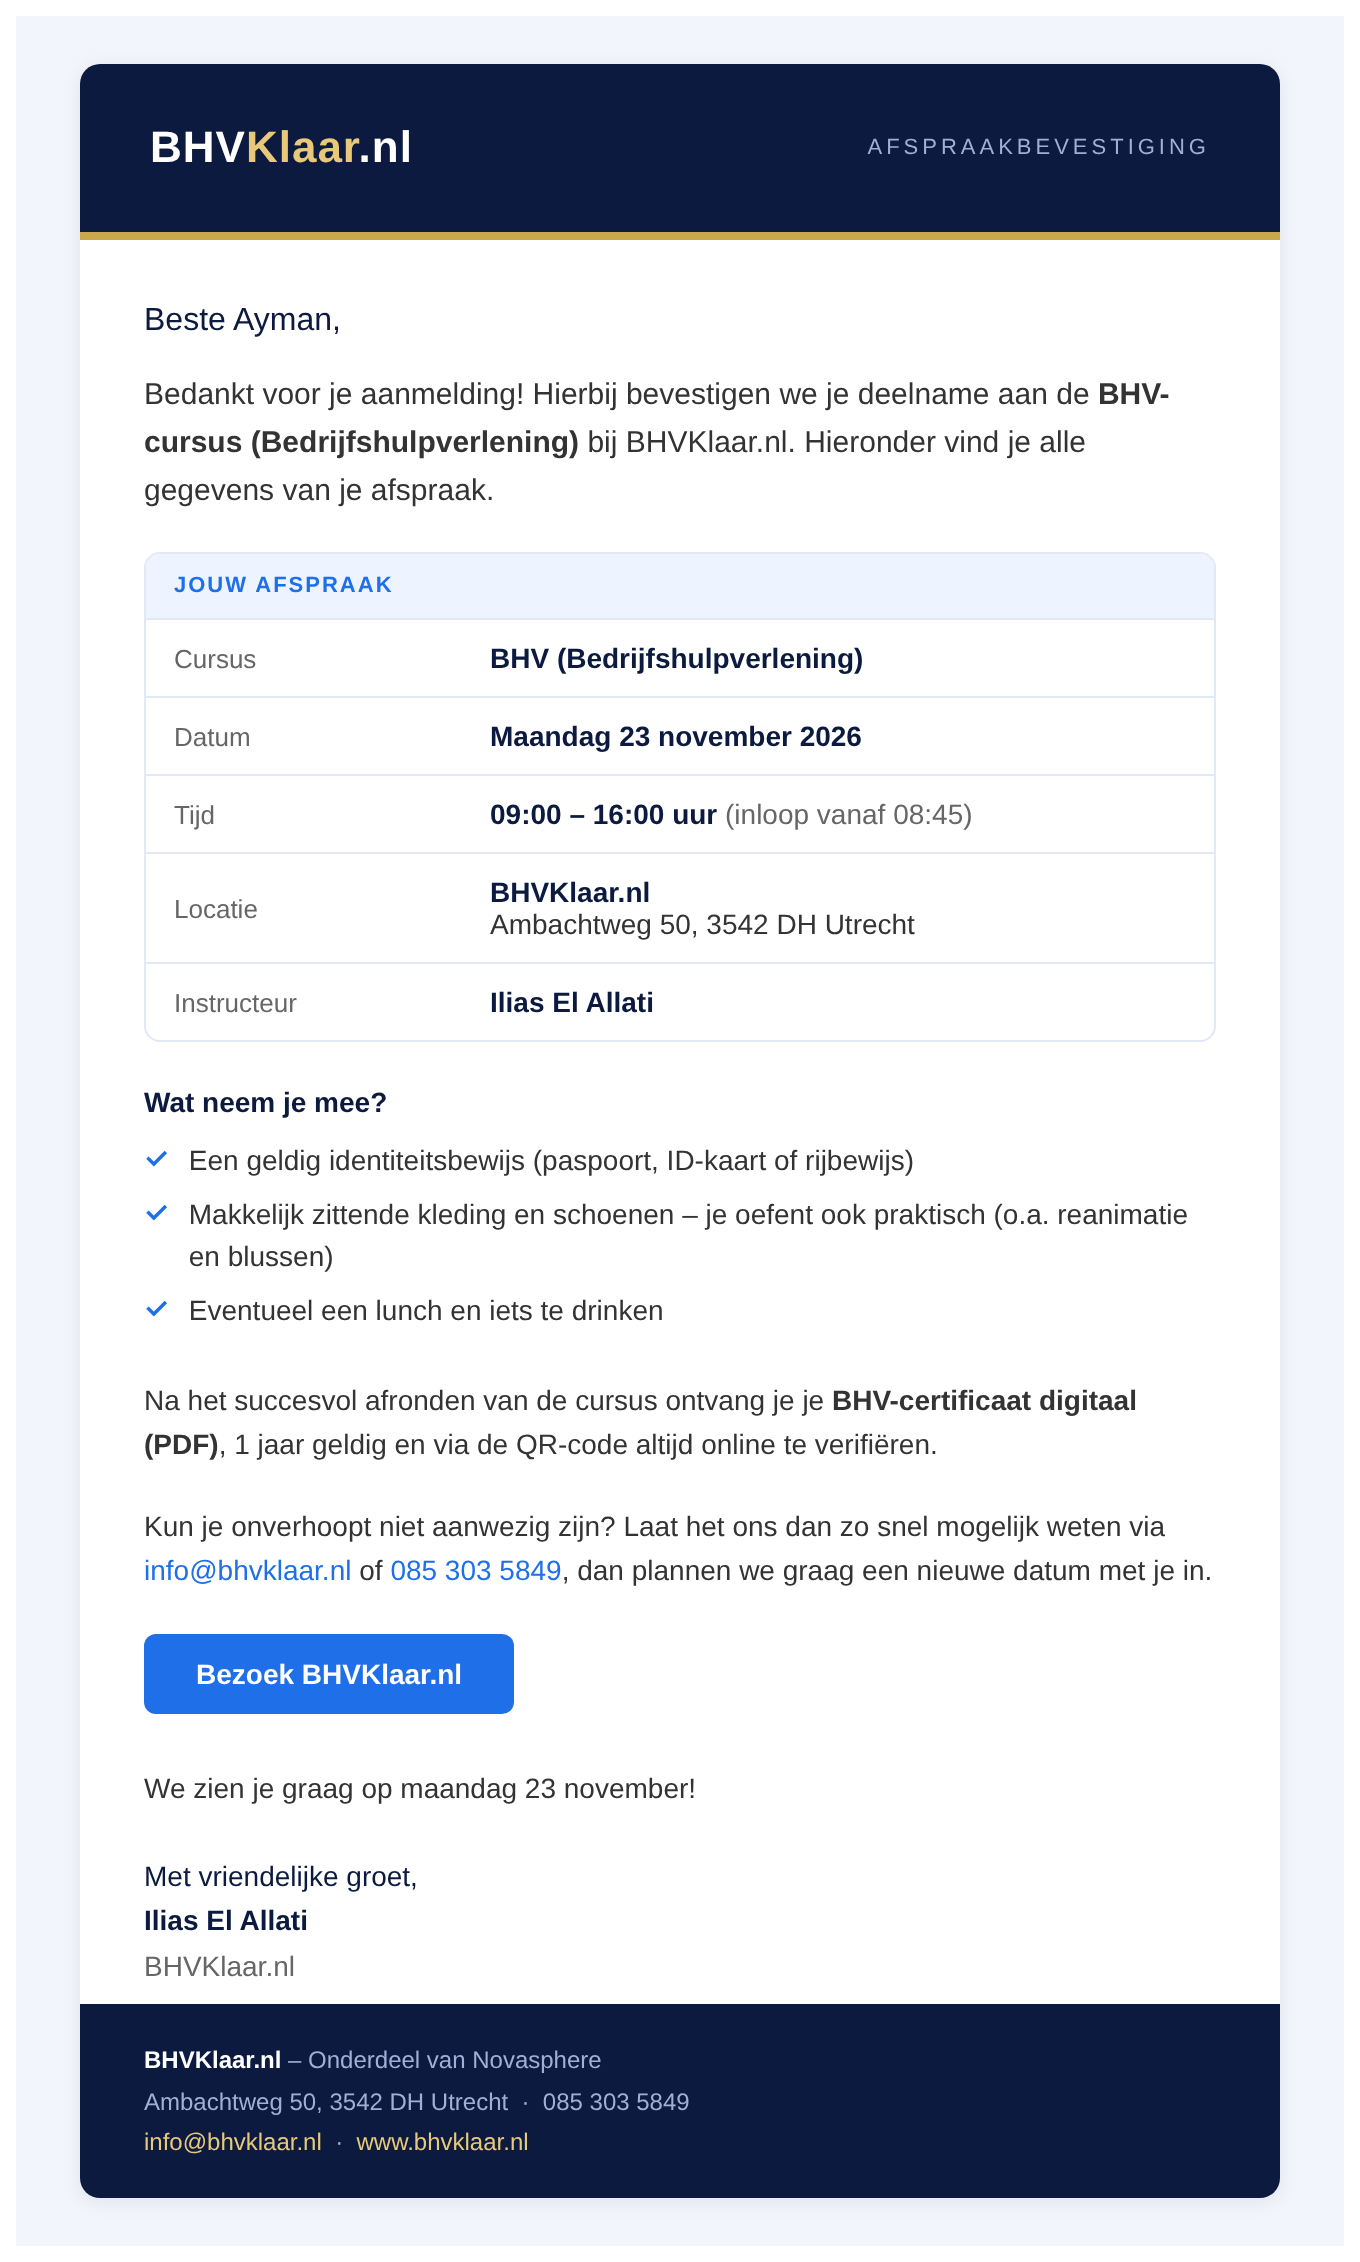 BHVKlaar.nl
AFSPRAAKBEVESTIGING
Beste Ayman,
Bedankt voor je aanmelding! Hierbij bevestigen we je deelname aan de BHV-
cursus (Bedrijfshulpverlening) bij BHVKlaar.nl. Hieronder vind je alle
gegevens van je afspraak.
JOUW AFSPRAAK
Cursus BHV (Bedrijfshulpverlening)
Datum Maandag 23 november 2026
Tijd 09:00 – 16:00 uur (inloop vanaf 08:45)
Locatie BHVKlaar.nl
Ambachtweg 50, 3542 DH Utrecht
Instructeur Ilias El Allati
Wat neem je mee?
Een geldig identiteitsbewijs (paspoort, ID-kaart of rijbewijs)
Makkelijk zittende kleding en schoenen – je oefent ook praktisch (o.a. reanimatie
en blussen)
Eventueel een lunch en iets te drinken
Na het succesvol afronden van de cursus ontvang je je BHV-certificaat digitaal
(PDF), 1 jaar geldig en via de QR-code altijd online te verifiëren.
Kun je onverhoopt niet aanwezig zijn? Laat het ons dan zo snel mogelijk weten via
info@bhvklaar.nl of 085 303 5849, dan plannen we graag een nieuwe datum met je in.
Bezoek BHVKlaar.nl
We zien je graag op maandag 23 november!
Met vriendelijke groet,
Ilias El Allati
BHVKlaar.nl
BHVKlaar.nl – Onderdeel van Novasphere
Ambachtweg 50, 3542 DH Utrecht · 085 303 5849
info@bhvklaar.nl · www.bhvklaar.nl